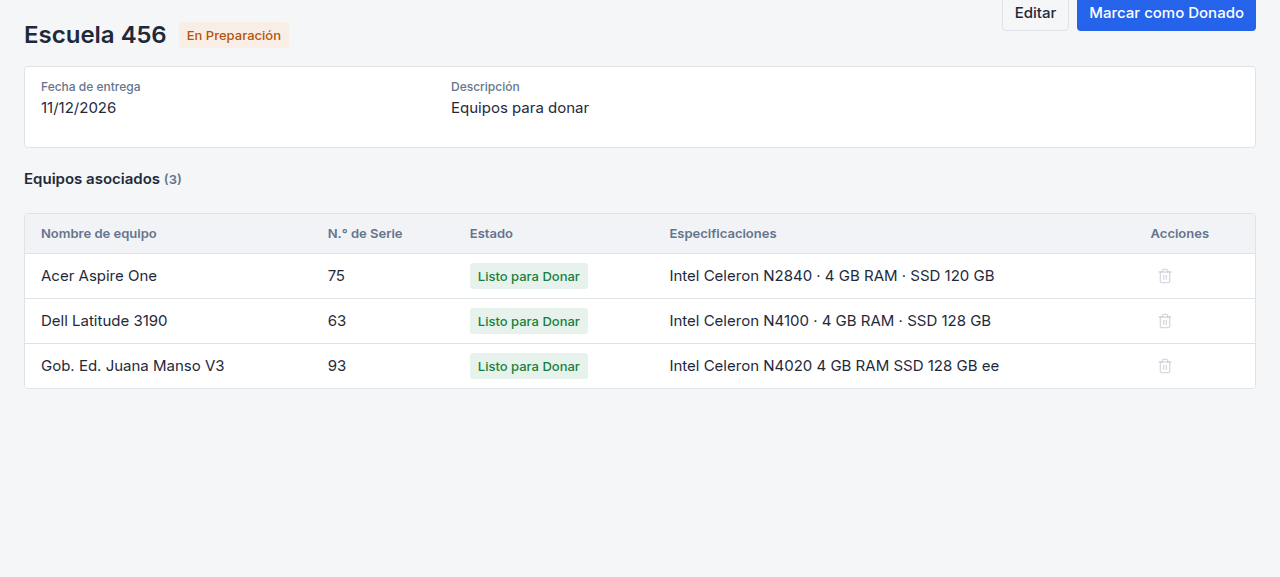 Editar Marcar como Donado
Escuela 456 En Preparación
Fecha de entrega Descripción
11/12/2026 Equipos para donar
Equipos asociados (3)
Nombre de equipo N.° de Serie Estado Especificaciones Acciones
Acer Aspire One 75 Listo para Donar Intel Celeron N2840 · 4 GB RAM · SSD 120 GB
Dell Latitude 3190 63 Listo para Donar Intel Celeron N4100 · 4 GB RAM · SSD 128 GB
Gob. Ed. Juana Manso V3 93 Listo para Donar Intel Celeron N4020 4 GB RAM SSD 128 GB ee